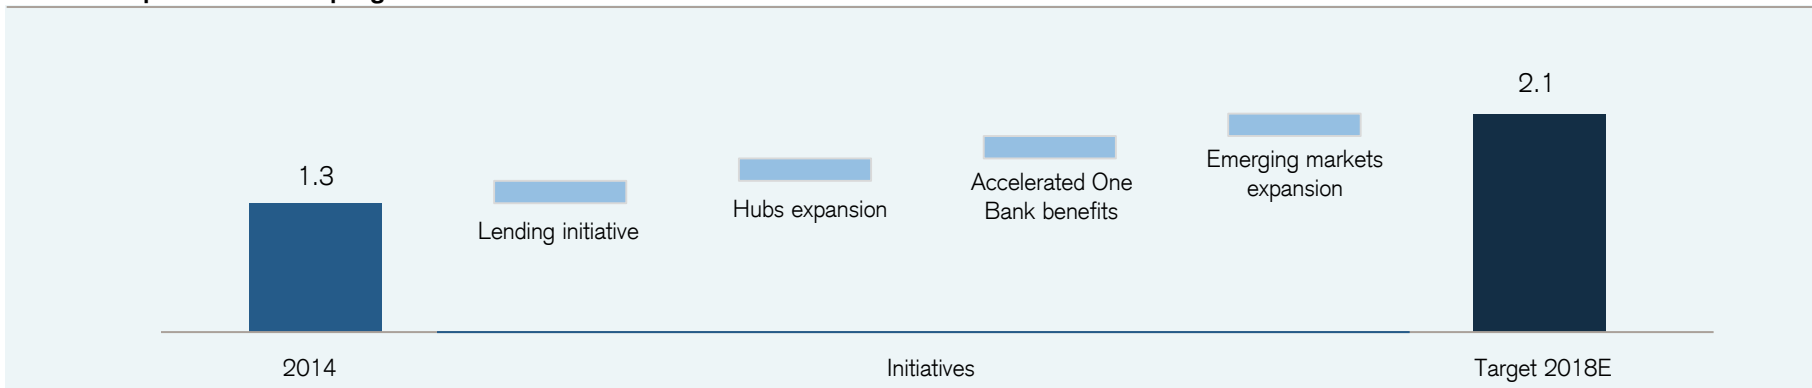 2.1
1.3
Emerging markets
expansion
Accelerated One
Bank benefits
Hubs expansion
Lending initiative
2014
Initiatives
Target 2018E